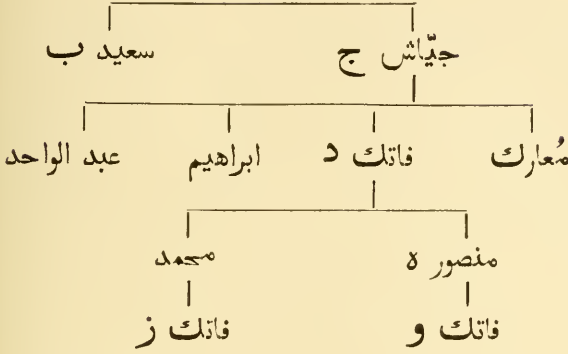 جيّاش ج سعيد ب
مُعارك فاتك د ابراهيم عبد الواحد
منصور ه محمد
فاتك و فاتك ز